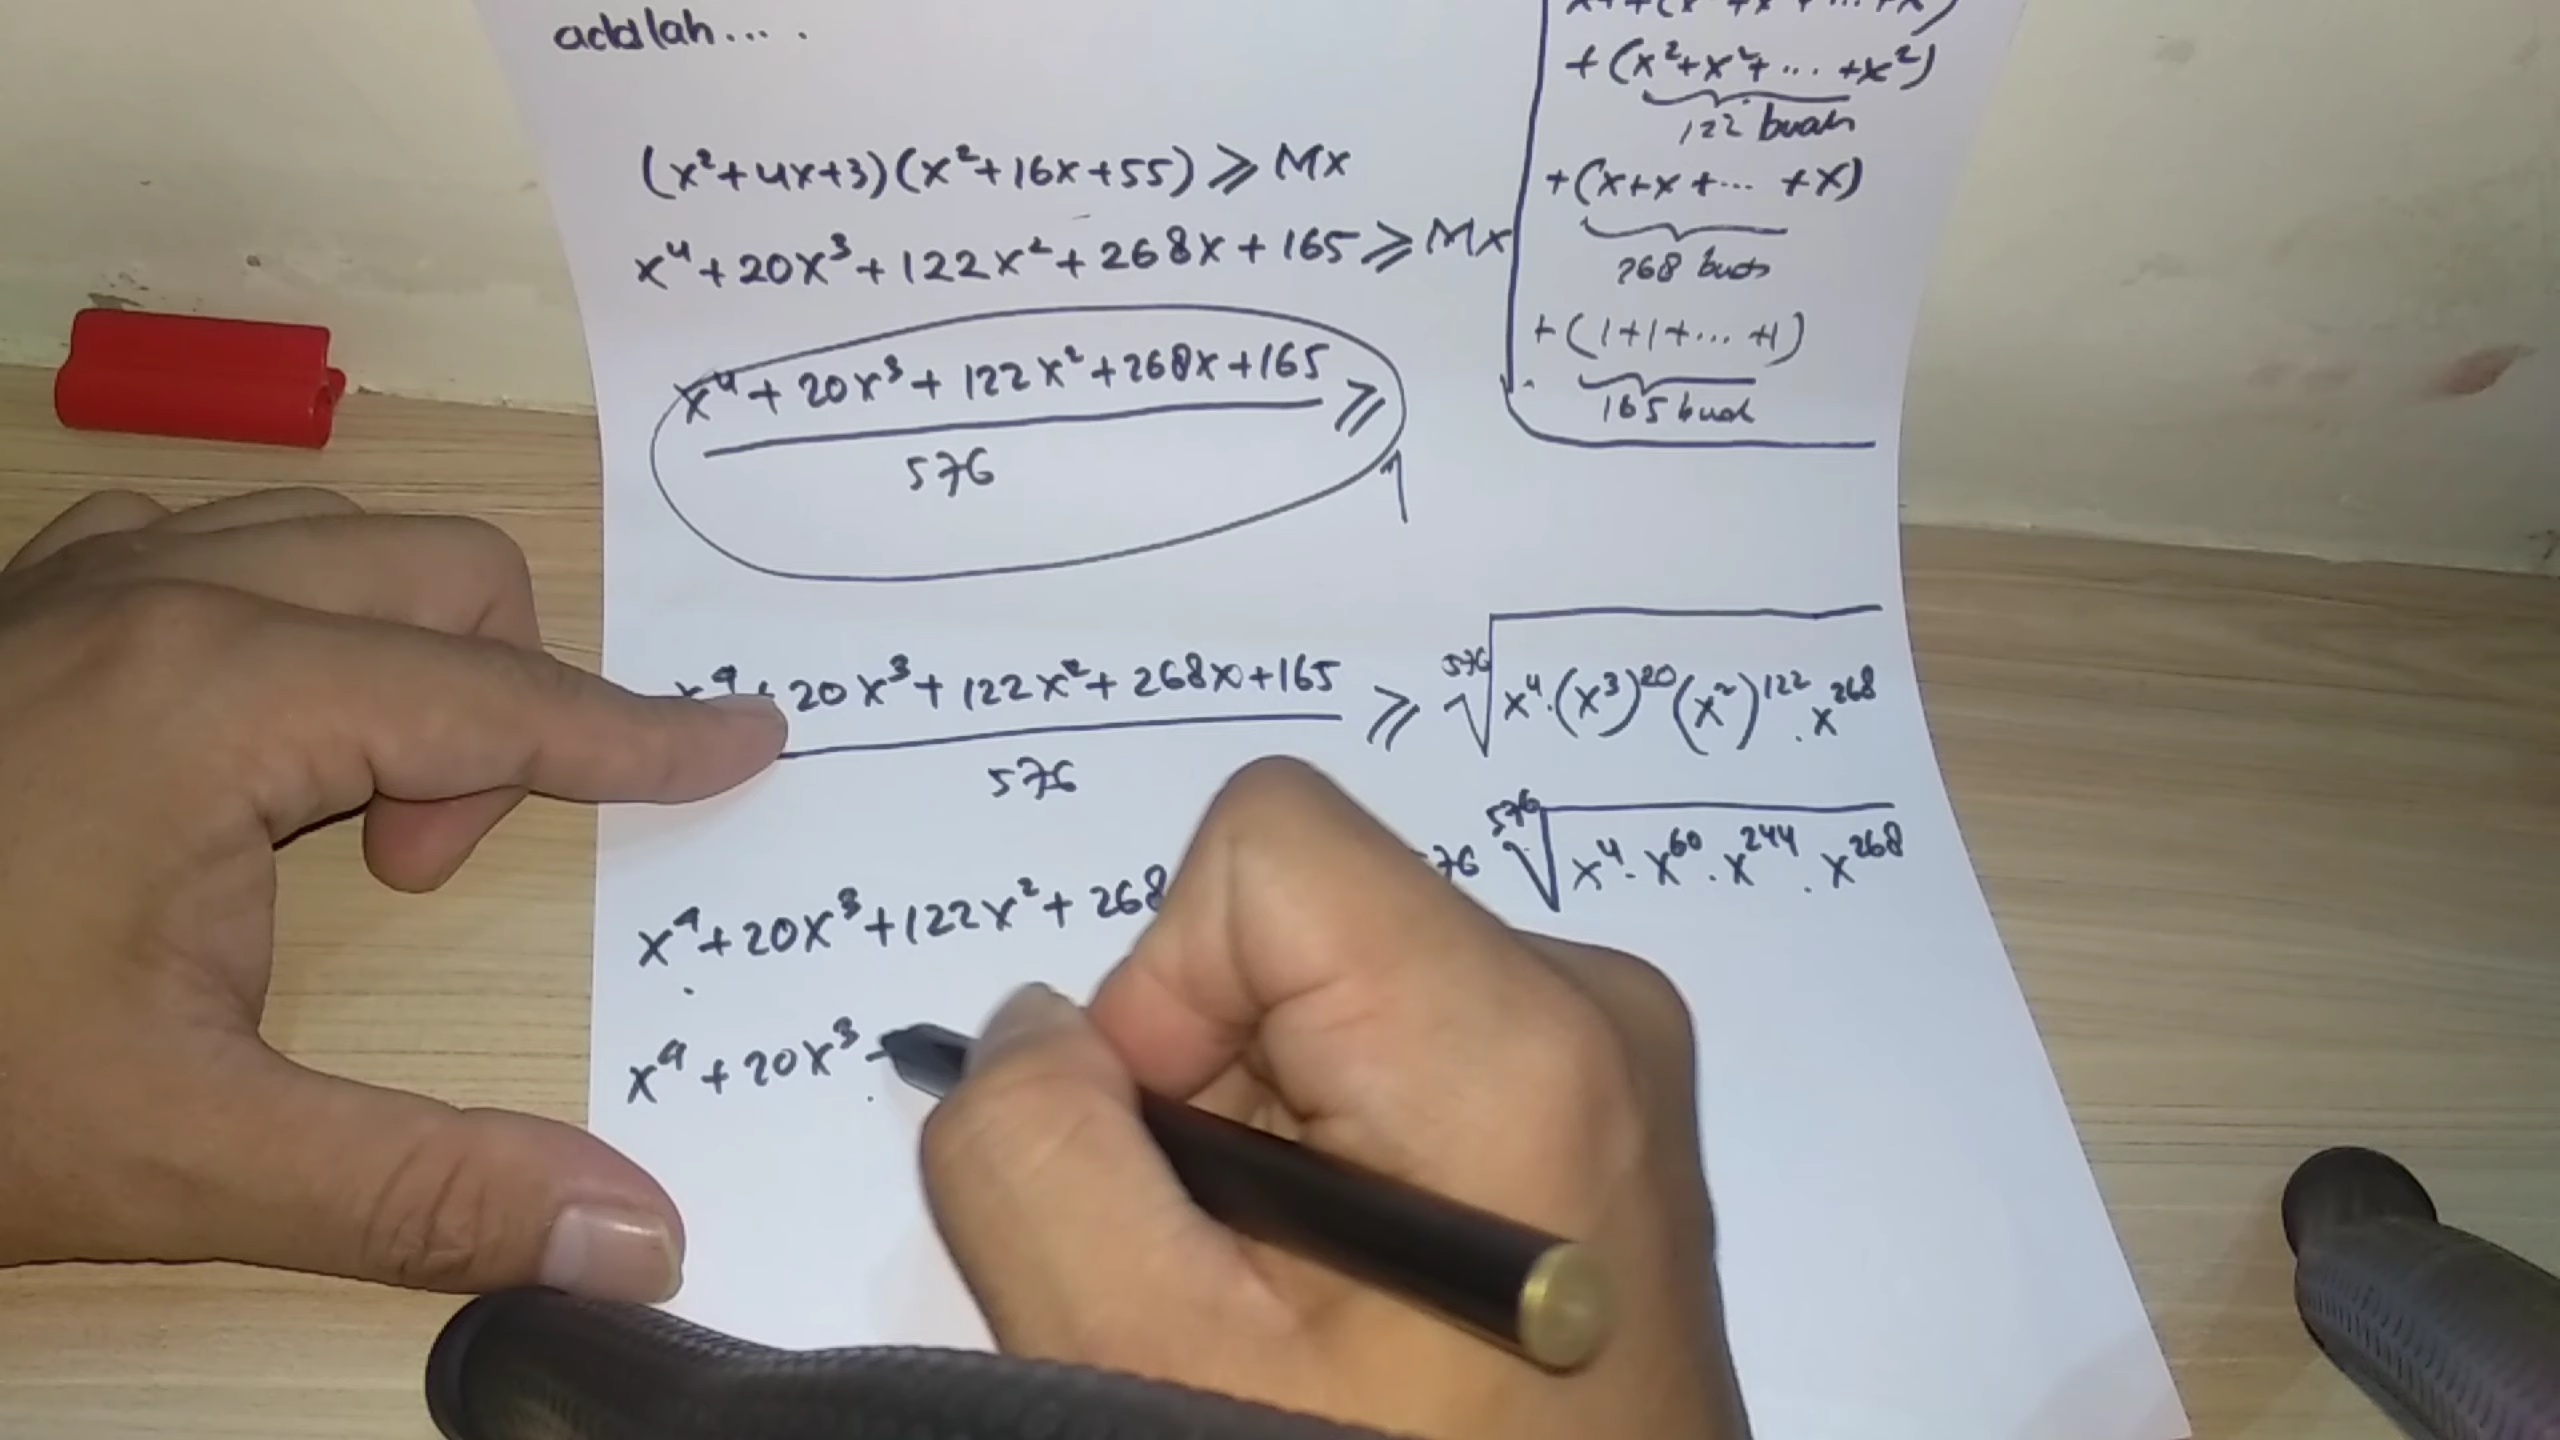 adalah....
(x²+4x+3)(x²+16x+55) ⩾ Mx
x⁴+20x³+122x²+268x+165 ⩾ Mx
x⁴+20x³+122x²+268x+165 ⩾
576
x⁴+20x³+122x²+268x+165 ⩾ ⁵⁷⁶√x⁴.(x³)²⁰(x²)¹²².x²⁶⁸
576
x⁴+20x³+122x²+268 ⁵⁷⁶√x⁴.x⁶⁰.x²⁴⁴.x²⁶⁸
x⁴+20x³
+(x²+x²+...+x²)
122 buah
+(x+x+...+x)
268 buah
+(1+1+...+1)
165 buah